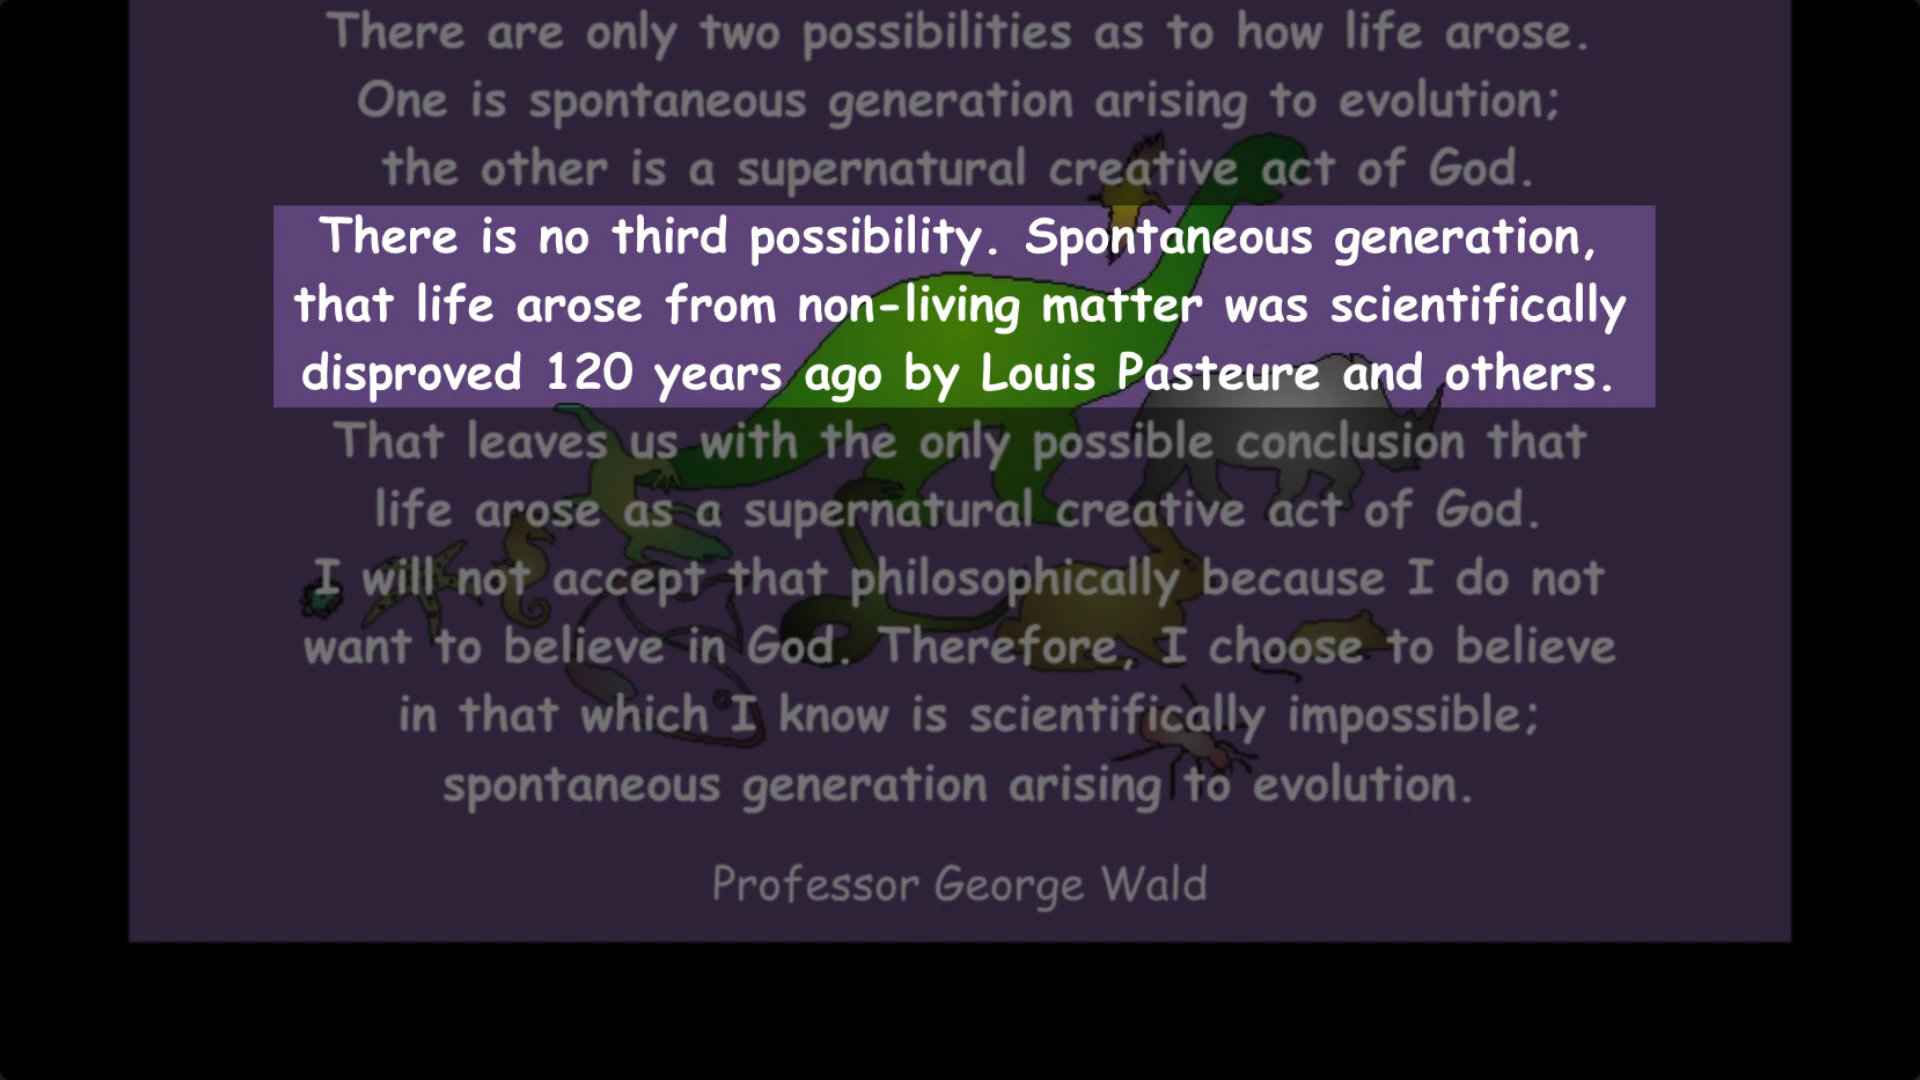 There are only two possibilities as to how life arose.
One is spontaneous generation arising to evolution;
the other is a supernatural creative act of God.
There is no third possibility. Spontaneous generation,
that life arose from non-living matter was scientifically
disproved 120 years ago by Louis Pasteure and others.
That leaves us with the only possible conclusion that
life arose as a supernatural creative act of God.
I will not accept that philosophically because I do not
want to believe in God. Therefore, I choose to believe
in that which I know is scientifically impossible;
spontaneous generation arising to evolution.
Professor George Wald